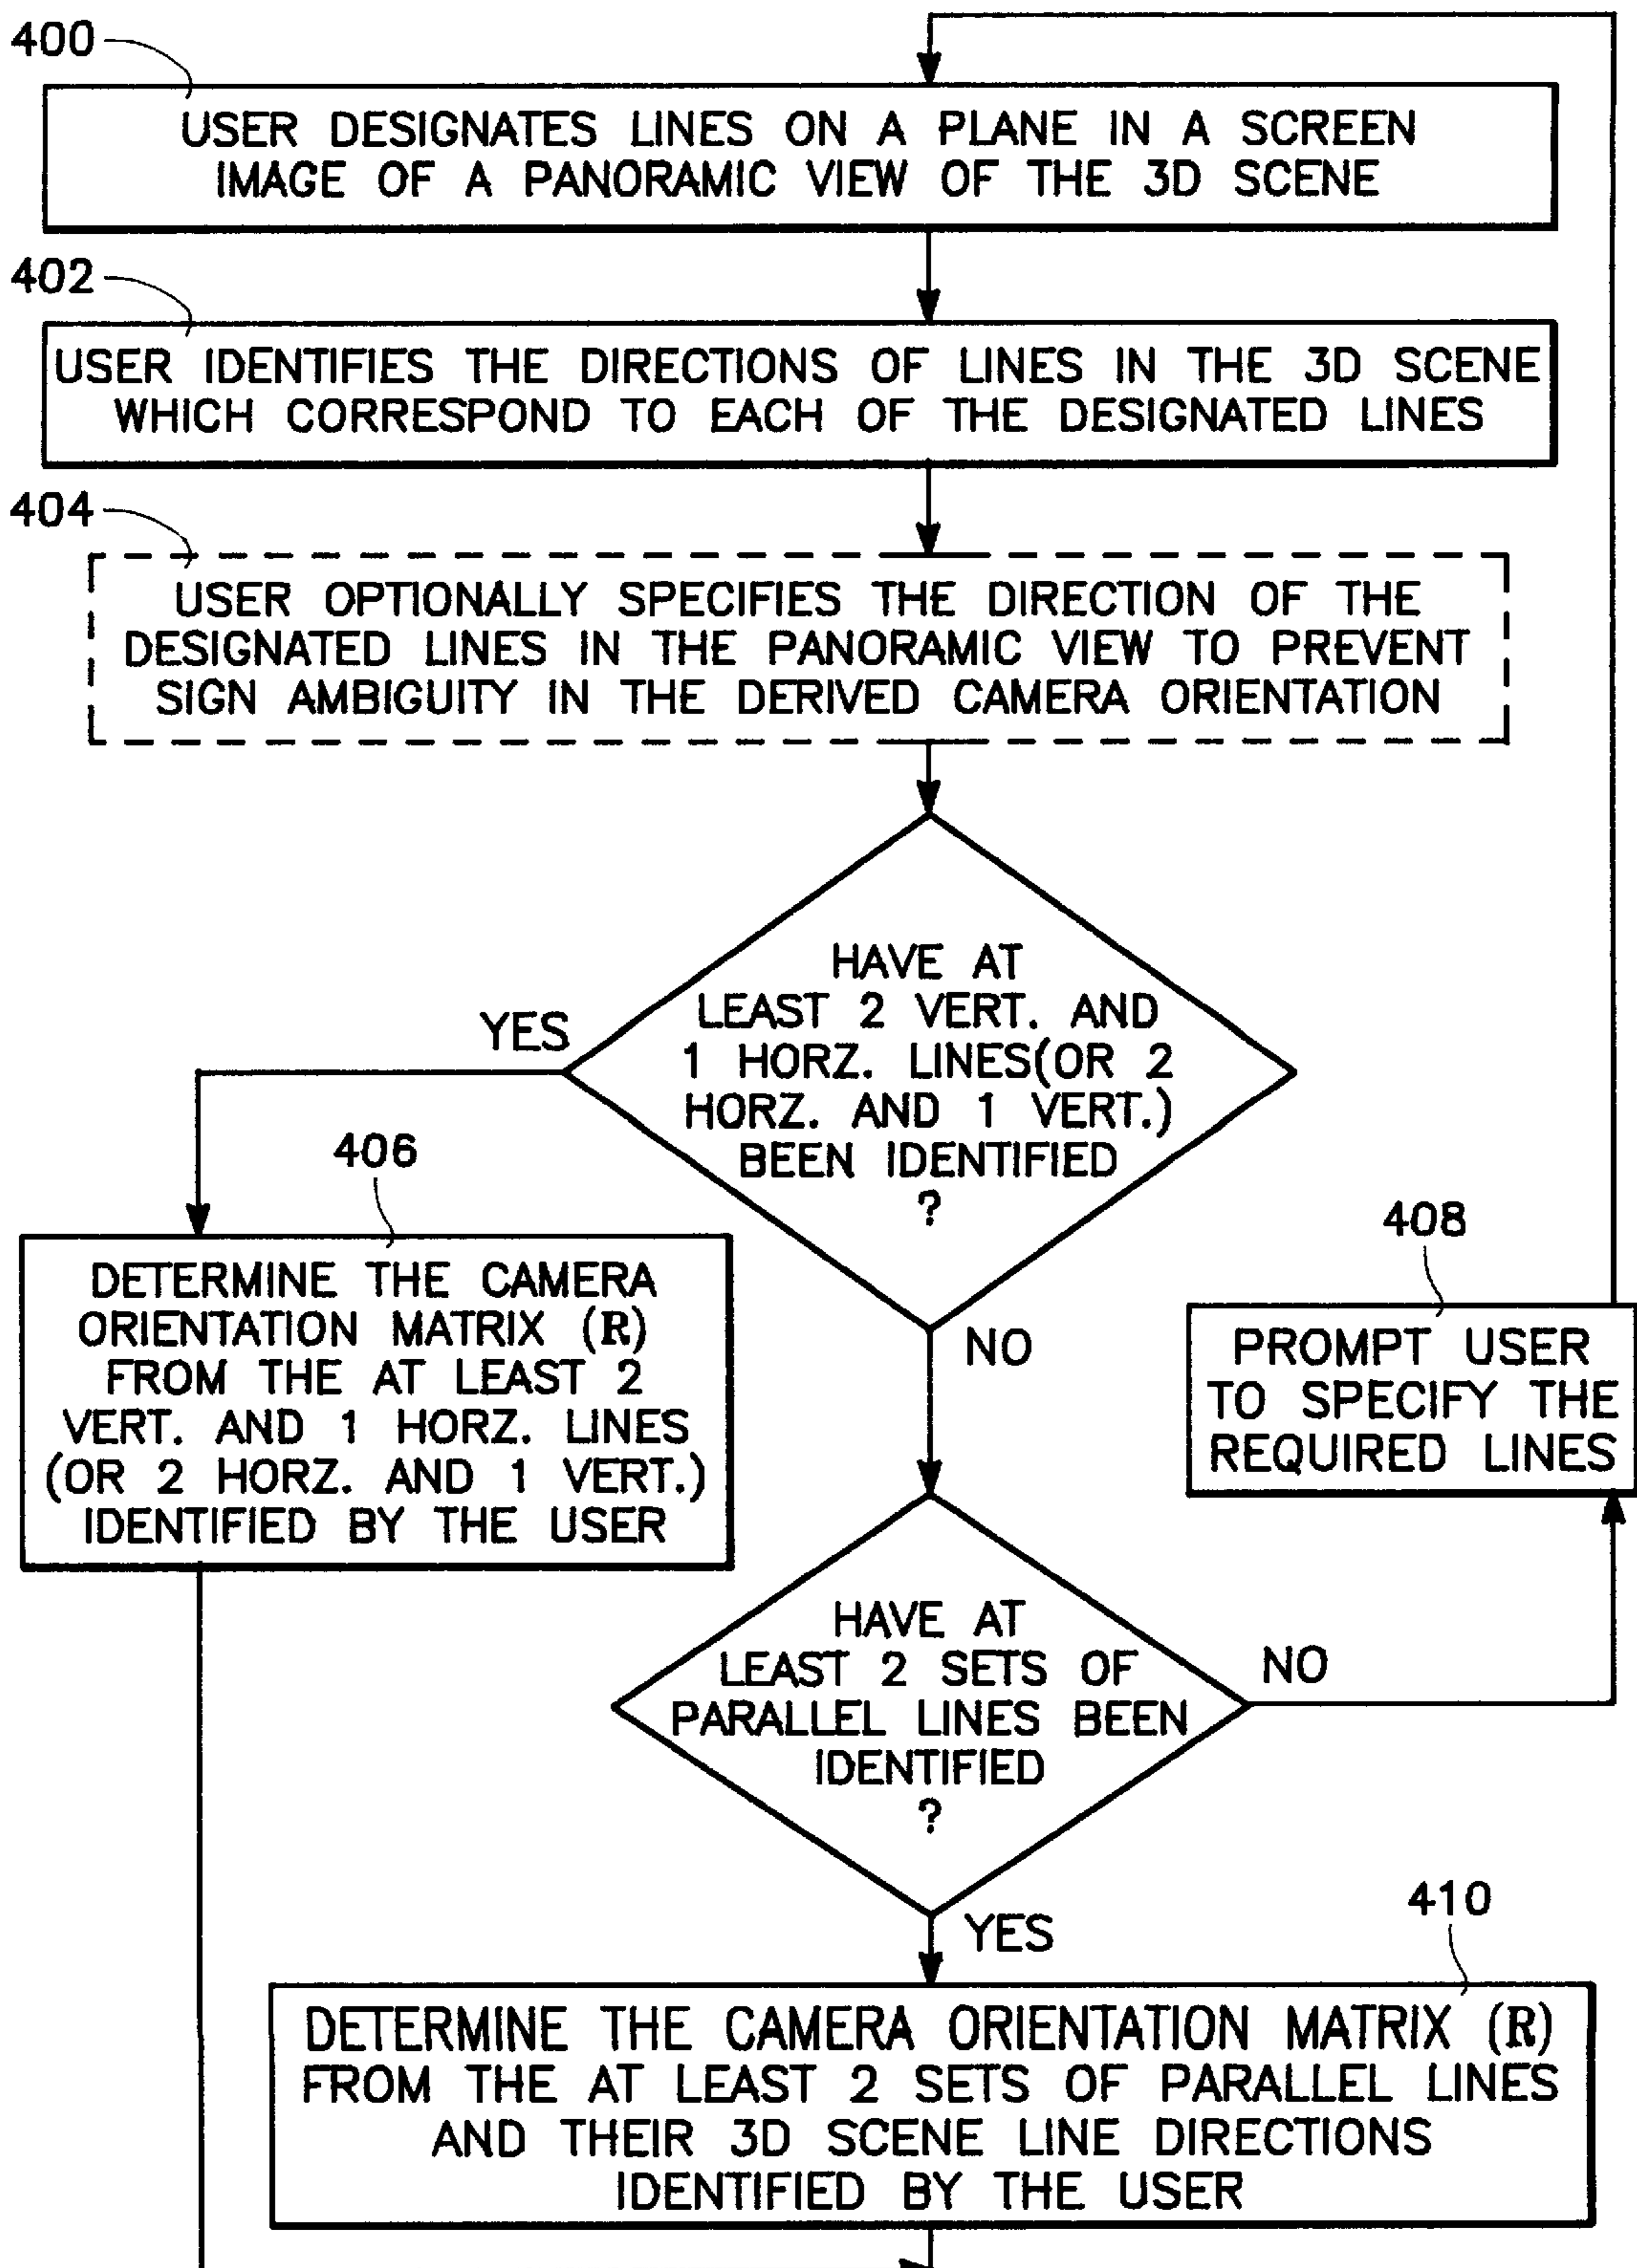 400
USER DESIGNATES LINES ON A PLANE IN A SCREEN
IMAGE OF A PANORAMIC VIEW OF THE 3D SCENE
402
USER IDENTIFIES THE DIRECTIONS OF LINES IN THE 3D SCENE
WHICH CORRESPOND TO EACH OF THE DESIGNATED LINES
404
USER OPTIONALLY SPECIFIES THE DIRECTION OF THE
DESIGNATED LINES IN THE PANORAMIC VIEW TO PREVENT
SIGN AMBIGUITY IN THE DERIVED CAMERA ORIENTATION
HAVE AT
LEAST 2 VERT. AND
1 HORZ. LINES(OR 2
HORZ. AND 1 VERT.)
BEEN IDENTIFIED
?
YES
NO
406
DETERMINE THE CAMERA
ORIENTATION MATRIX (R)
FROM THE AT LEAST 2
VERT. AND 1 HORZ. LINES
(OR 2 HORZ. AND 1 VERT.)
IDENTIFIED BY THE USER
408
PROMPT USER
TO SPECIFY THE
REQUIRED LINES
HAVE AT
LEAST 2 SETS OF
PARALLEL LINES BEEN
IDENTIFIED
?
NO
YES
410
DETERMINE THE CAMERA ORIENTATION MATRIX (R)
FROM THE AT LEAST 2 SETS OF PARALLEL LINES
AND THEIR 3D SCENE LINE DIRECTIONS
IDENTIFIED BY THE USER